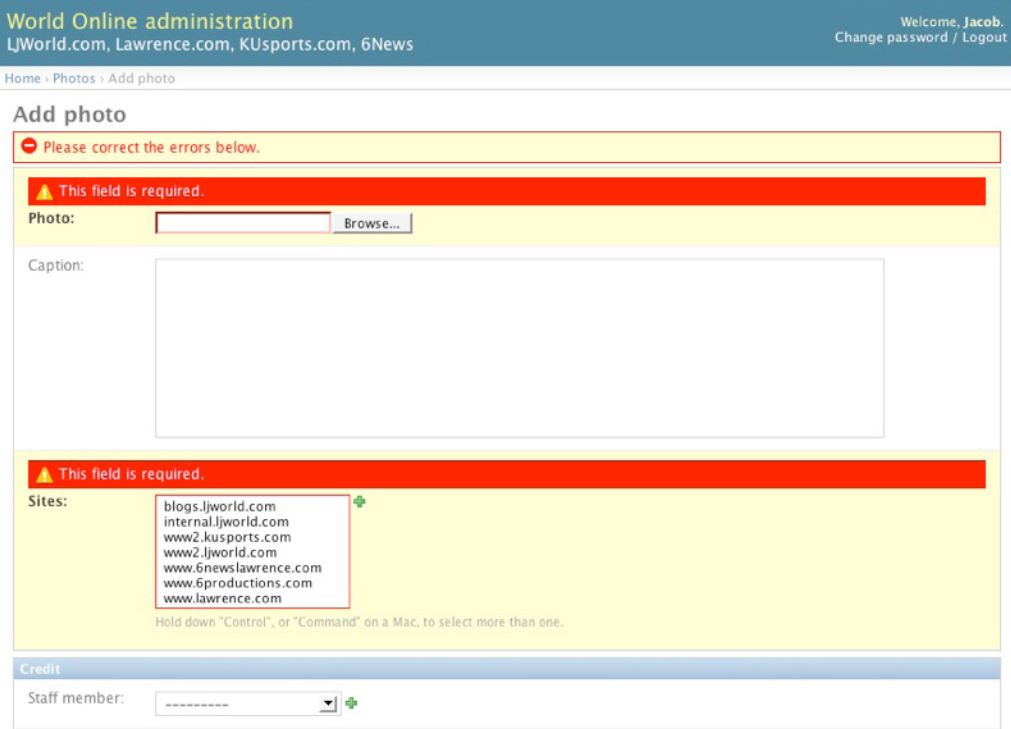 World Online administration
LJWorld.com, Lawrence.com, KUsports.com, 6News
Welcome, Jacob.
Change password / Logout
Home › Photos › Add photo
Add photo
Please correct the errors below.
This field is required.
Photo:
Browse...
Caption:
This field is required.
Sites:
blogs.ljworld.com
internal.ljworld.com
www2.kusports.com
www2.ljworld.com
www.6newslawrence.com
www.6productions.com
www.lawrence.com
Hold down "Control", or "Command" on a Mac, to select more than one.
Credit
Staff member:
---------